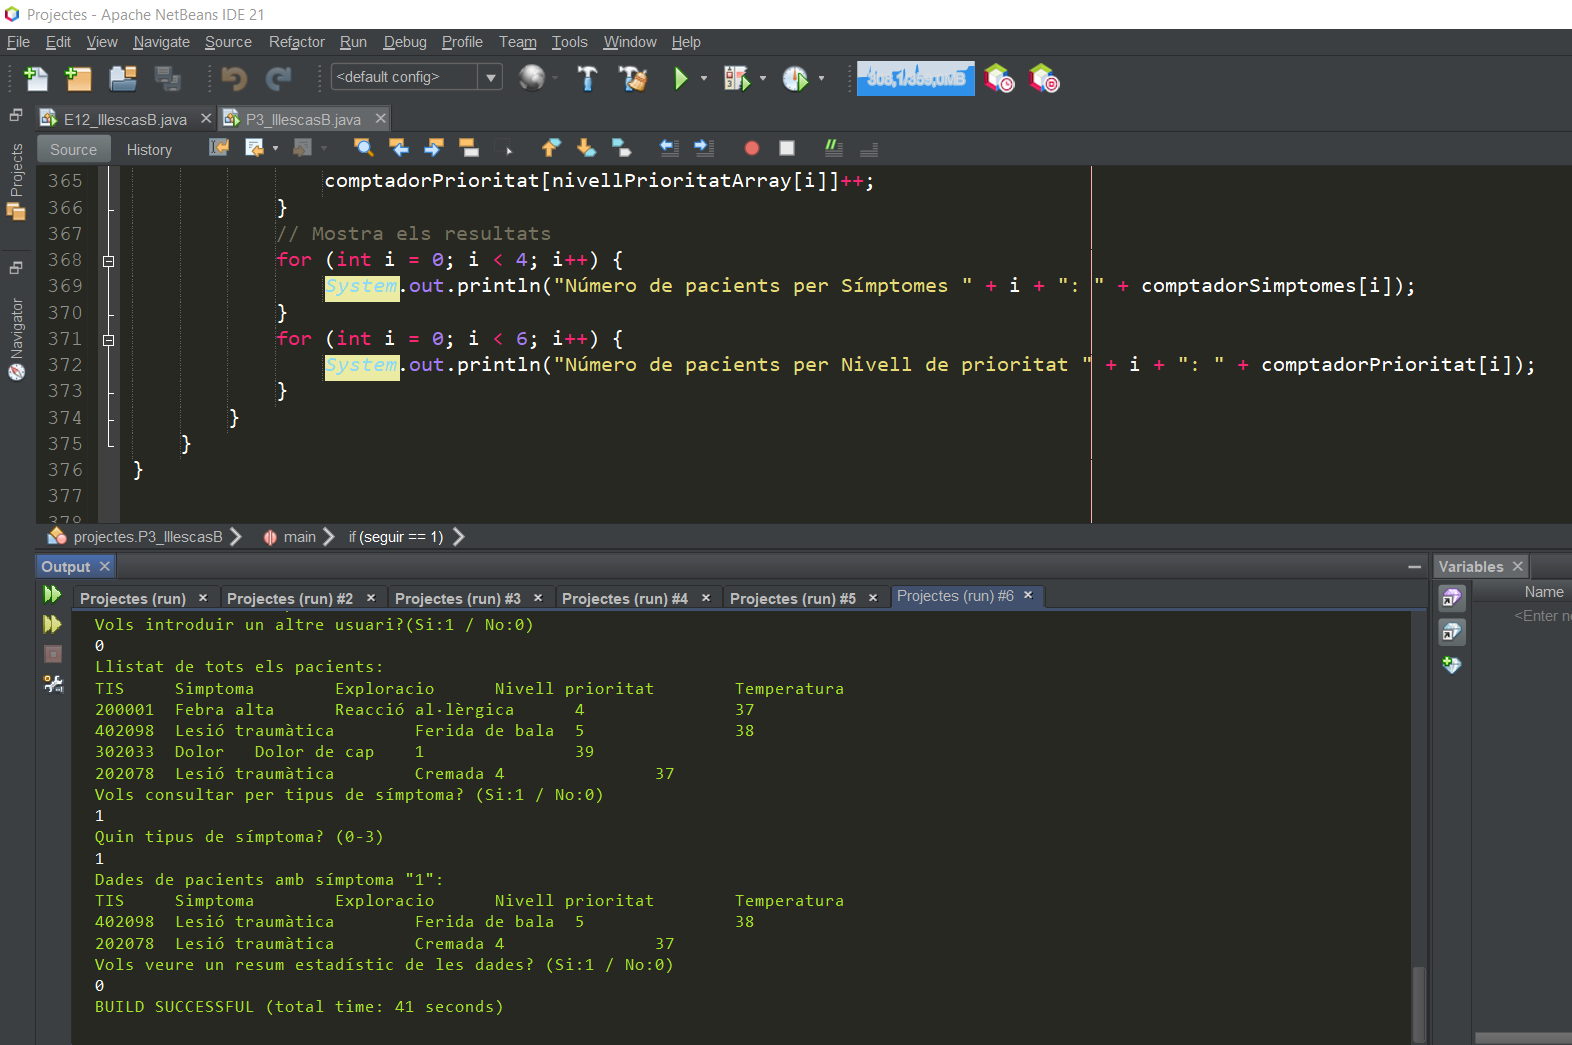 Projectes - Apache NetBeans IDE 21
File Edit View Navigate Source Refactor Run Debug Profile Team Tools Window Help
<default config>
E12_IllescasB.java P3_IllescasB.java
Source History
Projects
Navigator
365 comptadorPrioritat[nivellPrioritatArray[i]]++;
366 }
367 // Mostra els resultats
368 for (int i = 0; i < 4; i++) {
369 System.out.println("Número de pacients per Símptomes " + i + ": " + comptadorSimptomes[i]);
370 }
371 for (int i = 0; i < 6; i++) {
372 System.out.println("Número de pacients per Nivell de prioritat " + i + ": " + comptadorPrioritat[i]);
373 }
374 }
375 }
376 }
377
378
projectes.P3_IllescasB main if (seguir == 1)
Output
Projectes (run) Projectes (run) #2 Projectes (run) #3 Projectes (run) #4 Projectes (run) #5 Projectes (run) #6
Vols introduir un altre usuari?(Si:1 / No:0)
0
Llistat de tots els pacients:
TIS Simptoma Exploracio Nivell prioritat Temperatura
200001 Febra alta Reacció al·lèrgica 4 37
402098 Lesió traumàtica Ferida de bala 5 38
302033 Dolor Dolor de cap 1 39
202078 Lesió traumàtica Cremada 4 37
Vols consultar per tipus de símptoma? (Si:1 / No:0)
1
Quin tipus de símptoma? (0-3)
1
Dades de pacients amb símptoma "1":
TIS Simptoma Exploracio Nivell prioritat Temperatura
402098 Lesió traumàtica Ferida de bala 5 38
202078 Lesió traumàtica Cremada 4 37
Vols veure un resum estadístic de les dades? (Si:1 / No:0)
0
BUILD SUCCESSFUL (total time: 41 seconds)
Variables
Name
<Enter